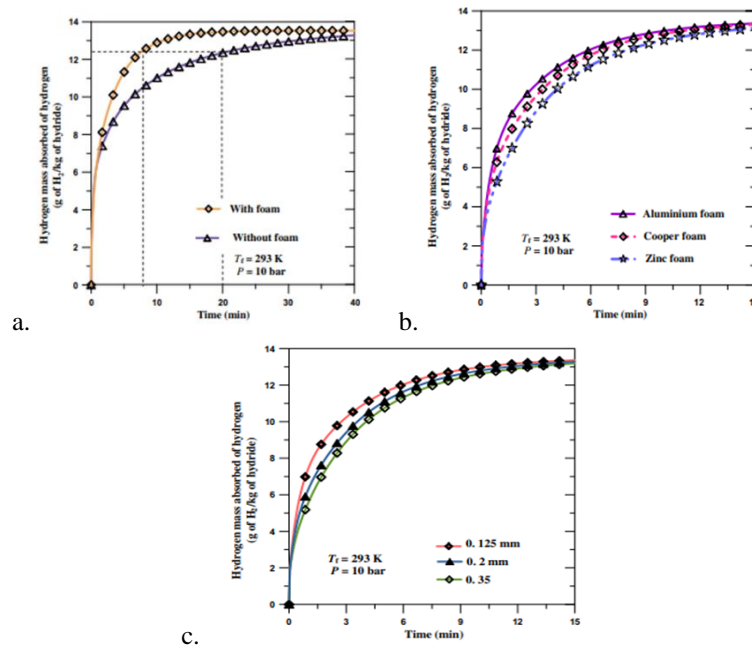 14
12
10
8
6
4
2
0
Hydrogen mass absorbed of hydrogen
(g of H₂/kg of hydride)
With foam
Without foam
Tf = 293 K
P = 10 bar
0 10 20 30 40
Time (min)
a.
14
12
10
8
6
4
2
0
Hydrogen mass absorbed of hydrogen
(g of H₂/kg of hydride)
Aluminium foam
Cooper foam
Zinc foam
Tf = 293 K
P = 10 bar
0 3 6 9 12 15
Time (min)
b.
14
12
10
8
6
4
2
0
Hydrogen mass absorbed of hydrogen
(g of H₂/kg of hydride)
0. 125 mm
0. 2 mm
0. 35
Tf = 293 K
P = 10 bar
0 3 6 9 12 15
Time (min)
c.